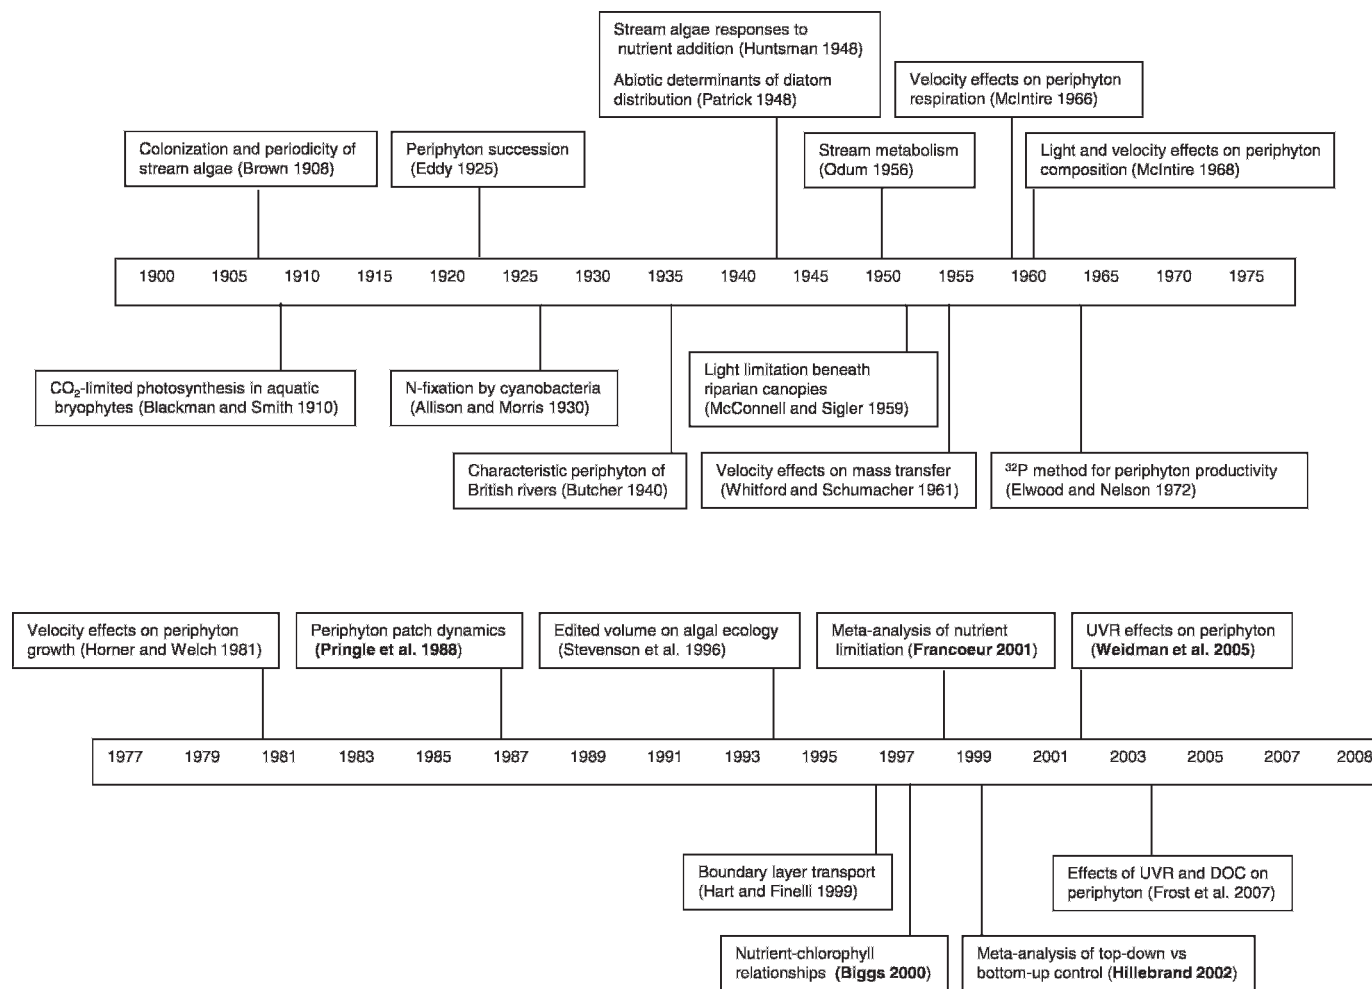 Stream algae responses to
nutrient addition (Huntsman 1948)
Abiotic determinants of diatom
distribution (Patrick 1948)
Velocity effects on periphyton
respiration (McIntire 1966)
Colonization and periodicity of
stream algae (Brown 1908)
Periphyton succession
(Eddy 1925)
Stream metabolism
(Odum 1956)
Light and velocity effects on periphyton
composition (McIntire 1968)
1900 1905 1910 1915 1920 1925 1930 1935 1940 1945 1950 1955 1960 1965 1970 1975
CO₂-limited photosynthesis in aquatic
bryophytes (Blackman and Smith 1910)
N-fixation by cyanobacteria
(Allison and Morris 1930)
Light limitation beneath
riparian canopies
(McConnell and Sigler 1959)
Characteristic periphyton of
British rivers (Butcher 1940)
Velocity effects on mass transfer
(Whitford and Schumacher 1961)
³²P method for periphyton productivity
(Elwood and Nelson 1972)
Velocity effects on periphyton
growth (Horner and Welch 1981)
Periphyton patch dynamics
(Pringle et al. 1988)
Edited volume on algal ecology
(Stevenson et al. 1996)
Meta-analysis of nutrient
limitiation (Francoeur 2001)
UVR effects on periphyton
(Weidman et al. 2005)
1977 1979 1981 1983 1985 1987 1989 1991 1993 1995 1997 1999 2001 2003 2005 2007 2008
Boundary layer transport
(Hart and Finelli 1999)
Effects of UVR and DOC on
periphyton (Frost et al. 2007)
Nutrient-chlorophyll
relationships (Biggs 2000)
Meta-analysis of top-down vs
bottom-up control (Hillebrand 2002)